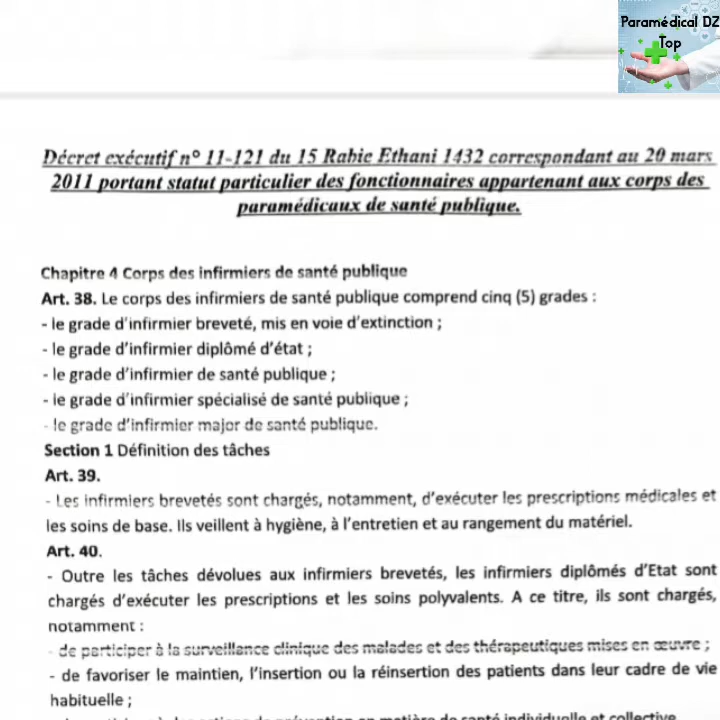 Paramédical DZ
Top
Décret exécutif n° 11-121 du 15 Rabie Ethani 1432 correspondant au 20 mars
2011 portant statut particulier des fonctionnaires appartenant aux corps des
paramédicaux de santé publique.
Chapitre 4 Corps des infirmiers de santé publique
Art. 38. Le corps des infirmiers de santé publique comprend cinq (5) grades :
- le grade d'infirmier breveté, mis en voie d'extinction ;
- le grade d'infirmier diplômé d'état ;
- le grade d'infirmier de santé publique ;
- le grade d'infirmier spécialisé de santé publique ;
- le grade d'infirmier major de santé publique.
Section 1 Définition des tâches
Art. 39.
- Les infirmiers brevetés sont chargés, notamment, d'exécuter les prescriptions médicales et
les soins de base. Ils veillent à hygiène, à l'entretien et au rangement du matériel.
Art. 40.
- Outre les tâches dévolues aux infirmiers brevetés, les infirmiers diplômés d'Etat sont
chargés d'exécuter les prescriptions et les soins polyvalents. A ce titre, ils sont chargés,
notamment :
- de participer à la surveillance clinique des malades et des thérapeutiques mises en œuvre ;
- de favoriser le maintien, l'insertion ou la réinsertion des patients dans leur cadre de vie
habituelle ;
de prévention en matière de santé individuelle et collective